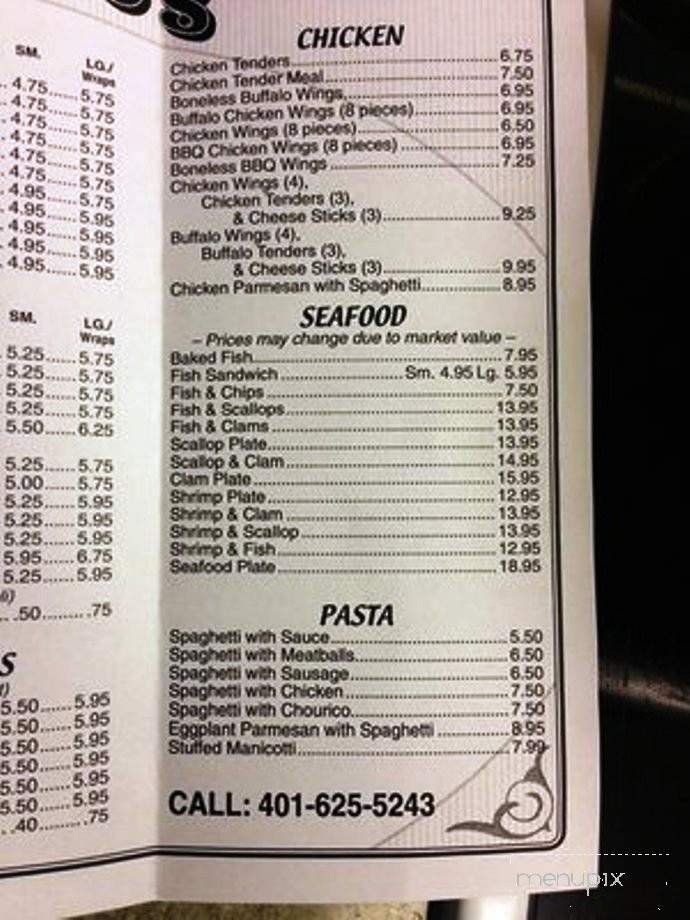 SM.
LG./
Wraps
4.75......5.75
4.75......5.75
4.75......5.75
4.75......5.75
4.75......5.75
4.75......5.75
4.95......5.75
4.95......5.95
4.95......5.95
4.95......5.95
4.95......5.95
SM.
LG./
Wraps
5.25......5.75
5.25......5.75
5.25......5.75
5.25......5.75
5.50......6.25
5.25......5.75
5.00......5.75
5.25......5.95
5.25......5.95
5.25......5.95
5.95......6.75
5.25......5.95
.50.........75
S
5.50......5.95
5.50......5.95
5.50......5.95
5.50......5.95
5.50......5.95
5.50......5.95
.40.........75
CHICKEN
Chicken Tenders......6.75
Chicken Tender Meal......7.50
Boneless Buffalo Wings......6.95
Buffalo Chicken Wings (8 pieces)......6.95
Chicken Wings (8 pieces)......6.50
BBQ Chicken Wings (8 pieces)......6.95
Boneless BBQ Wings......7.25
Chicken Wings (4),
Chicken Tenders (3),
& Cheese Sticks (3)......9.25
Buffalo Wings (4),
Buffalo Tenders (3),
& Cheese Sticks (3)......9.95
Chicken Parmesan with Spaghetti......8.95
SEAFOOD
– Prices may change due to market value –
Baked Fish......7.95
Fish Sandwich......Sm. 4.95 Lg. 5.95
Fish & Chips......7.50
Fish & Scallops......13.95
Fish & Clams......13.95
Scallop Plate......13.95
Scallop & Clam......14.95
Clam Plate......15.95
Shrimp Plate......12.95
Shrimp & Clam......13.95
Shrimp & Scallop......13.95
Shrimp & Fish......12.95
Seafood Plate......18.95
PASTA
Spaghetti with Sauce......5.50
Spaghetti with Meatballs......6.50
Spaghetti with Sausage......6.50
Spaghetti with Chicken......7.50
Spaghetti with Chourico......7.50
Eggplant Parmesan with Spaghetti......8.95
Stuffed Manicotti......7.99
CALL: 401-625-5243
menupix